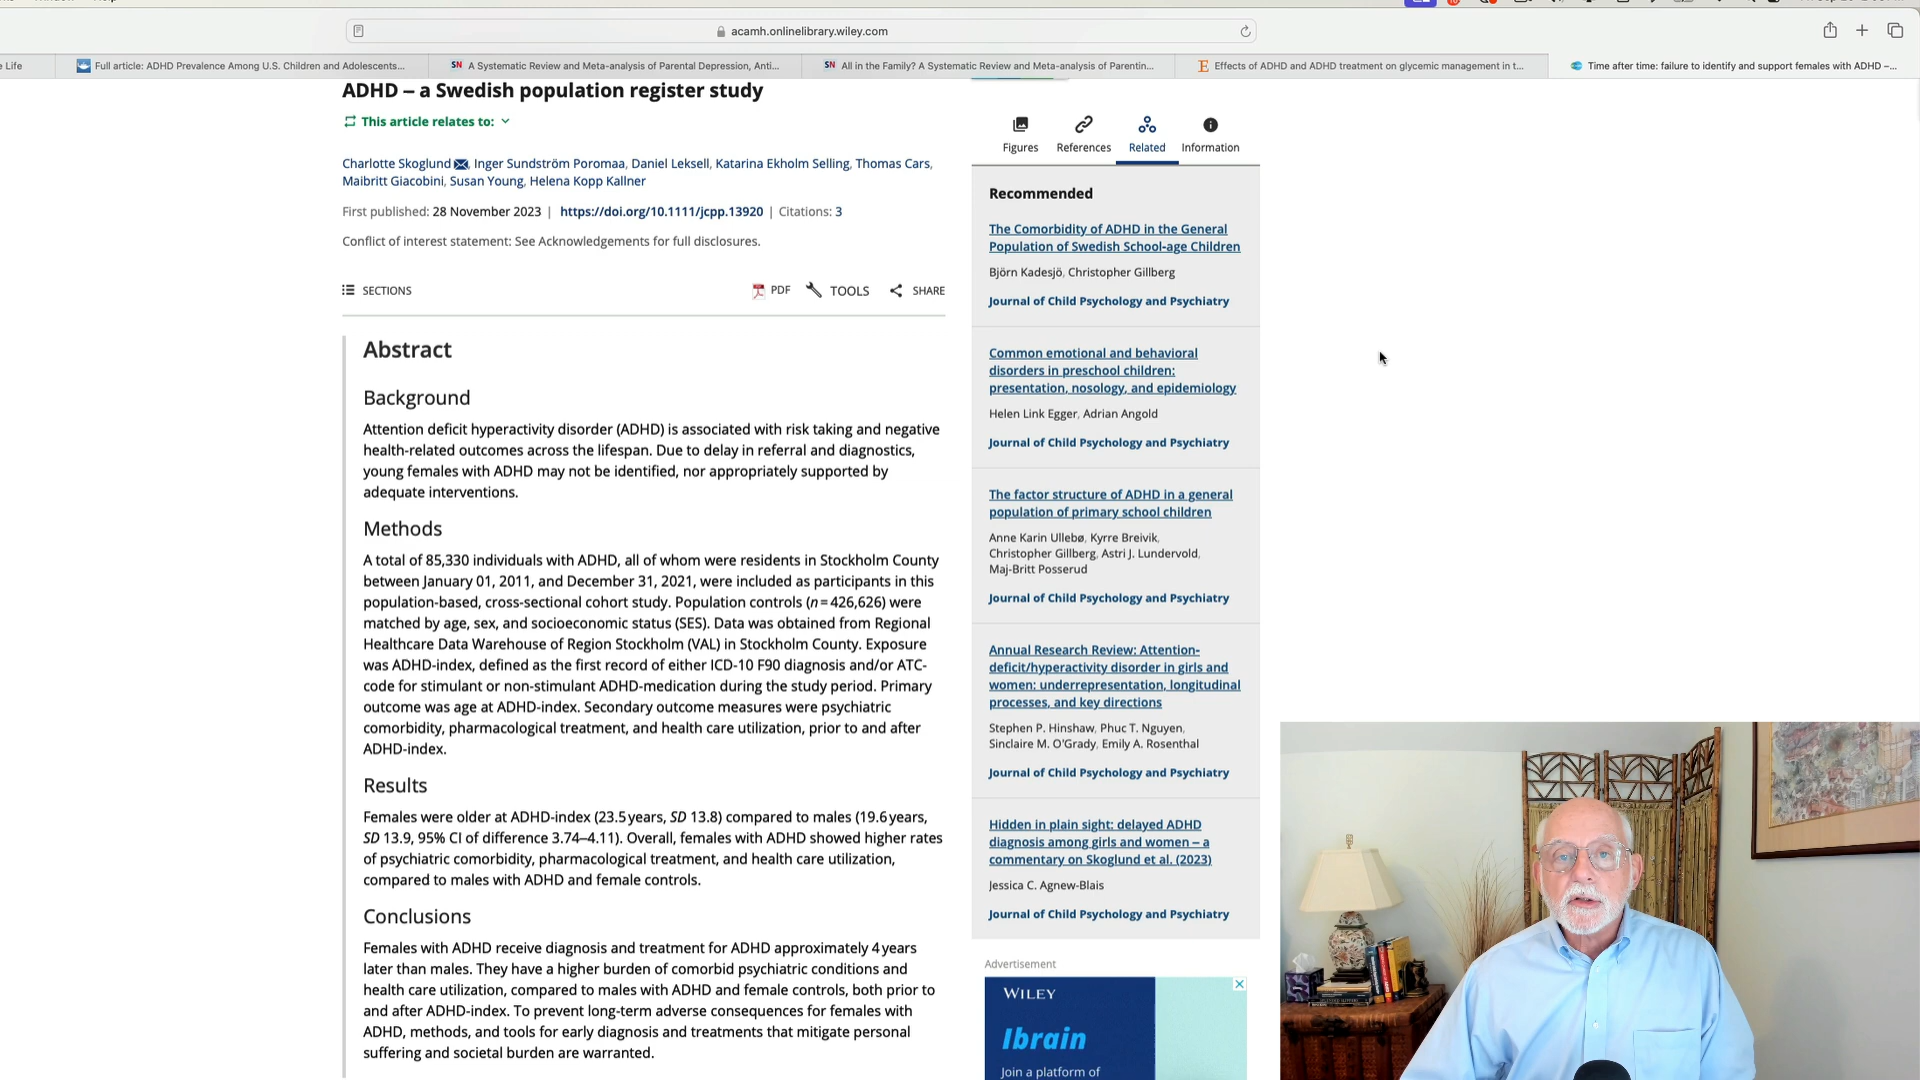 acamh.onlinelibrary.wiley.com
e Life
Full article: ADHD Prevalence Among U.S. Children and Adolescents...
SN A Systematic Review and Meta-analysis of Parental Depression, Anti...
SN All in the Family? A Systematic Review and Meta-analysis of Parentin...
E Effects of ADHD and ADHD treatment on glycemic management in t...
Time after time: failure to identify and support females with ADHD –...
ADHD – a Swedish population register study
This article relates to:
Charlotte Skoglund, Inger Sundström Poromaa, Daniel Leksell, Katarina Ekholm Selling, Thomas Cars,
Maibritt Giacobini, Susan Young, Helena Kopp Kallner
First published: 28 November 2023 | https://doi.org/10.1111/jcpp.13920 | Citations: 3
Conflict of interest statement: See Acknowledgements for full disclosures.
SECTIONS
PDF
TOOLS
SHARE
Abstract
Background
Attention deficit hyperactivity disorder (ADHD) is associated with risk taking and negative
health-related outcomes across the lifespan. Due to delay in referral and diagnostics,
young females with ADHD may not be identified, nor appropriately supported by
adequate interventions.
Methods
A total of 85,330 individuals with ADHD, all of whom were residents in Stockholm County
between January 01, 2011, and December 31, 2021, were included as participants in this
population-based, cross-sectional cohort study. Population controls (n = 426,626) were
matched by age, sex, and socioeconomic status (SES). Data was obtained from Regional
Healthcare Data Warehouse of Region Stockholm (VAL) in Stockholm County. Exposure
was ADHD-index, defined as the first record of either ICD-10 F90 diagnosis and/or ATC-
code for stimulant or non-stimulant ADHD-medication during the study period. Primary
outcome was age at ADHD-index. Secondary outcome measures were psychiatric
comorbidity, pharmacological treatment, and health care utilization, prior to and after
ADHD-index.
Results
Females were older at ADHD-index (23.5 years, SD 13.8) compared to males (19.6 years,
SD 13.9, 95% CI of difference 3.74–4.11). Overall, females with ADHD showed higher rates
of psychiatric comorbidity, pharmacological treatment, and health care utilization,
compared to males with ADHD and female controls.
Conclusions
Females with ADHD receive diagnosis and treatment for ADHD approximately 4 years
later than males. They have a higher burden of comorbid psychiatric conditions and
health care utilization, compared to males with ADHD and female controls, both prior to
and after ADHD-index. To prevent long-term adverse consequences for females with
ADHD, methods, and tools for early diagnosis and treatments that mitigate personal
suffering and societal burden are warranted.
Figures
References
Related
Information
Recommended
The Comorbidity of ADHD in the General
Population of Swedish School-age Children
Björn Kadesjö, Christopher Gillberg
Journal of Child Psychology and Psychiatry
Common emotional and behavioral
disorders in preschool children:
presentation, nosology, and epidemiology
Helen Link Egger, Adrian Angold
Journal of Child Psychology and Psychiatry
The factor structure of ADHD in a general
population of primary school children
Anne Karin Ullebø, Kyrre Breivik,
Christopher Gillberg, Astri J. Lundervold,
Maj-Britt Posserud
Journal of Child Psychology and Psychiatry
Annual Research Review: Attention-
deficit/hyperactivity disorder in girls and
women: underrepresentation, longitudinal
processes, and key directions
Stephen P. Hinshaw, Phuc T. Nguyen,
Sinclaire M. O'Grady, Emily A. Rosenthal
Journal of Child Psychology and Psychiatry
Hidden in plain sight: delayed ADHD
diagnosis among girls and women – a
commentary on Skoglund et al. (2023)
Jessica C. Agnew-Blais
Journal of Child Psychology and Psychiatry
Advertisement
WILEY
Ibrain
Join a platform of